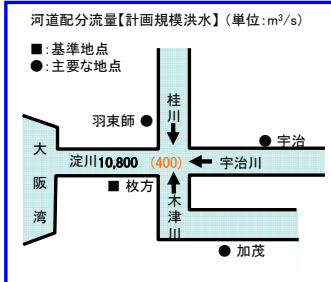 河道配分流量【計画規模洪水】(単位:m³/s)
■:基準地点
●:主要な地点
桂川
羽束師 ●
● 宇治
大阪湾
淀川10,800 (400)
宇治川
■ 枚方
木津川
● 加茂